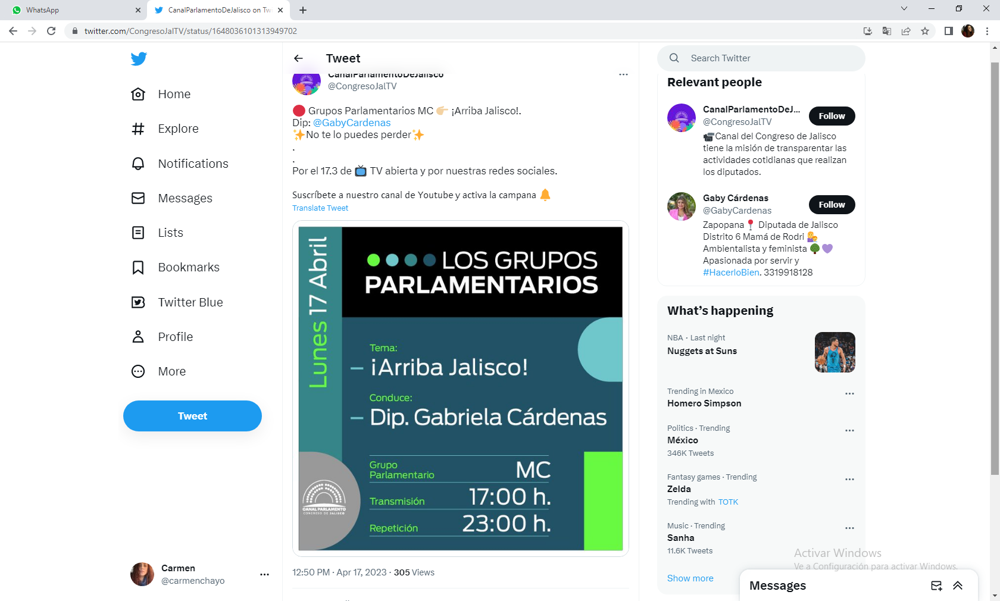 WhatsApp
CanalParlamentoDeJalisco on Tw
twitter.com/CongresoJalTV/status/1648036101313949702
Home
Explore
Notifications
Messages
Lists
Bookmarks
Twitter Blue
Profile
More
Tweet
Carmen
@carmenchayo
Tweet
CanalParlamentoDeJalisco
@CongresoJalTV
🔴 Grupos Parlamentarios MC 👉🏼 ¡Arriba Jalisco!.
Dip: @GabyCardenas
✨No te lo puedes perder✨
.
.
Por el 17.3 de 📺 TV abierta y por nuestras redes sociales.
Suscríbete a nuestro canal de Youtube y activa la campana 🔔
Translate Tweet
Lunes 17 Abril
LOS GRUPOS
PARLAMENTARIOS
Tema:
– ¡Arriba Jalisco!
Conduce:
– Dip. Gabriela Cárdenas
Grupo
Parlamentario
MC
Transmisión 17:00 h.
Repetición 23:00 h.
CANAL PARLAMENTO
CONGRESO DE JALISCO
12:50 PM · Apr 17, 2023 · 305 Views
Search Twitter
Relevant people
CanalParlamentoDeJ...
@CongresoJalTV
Follow
📹Canal del Congreso de Jalisco
tiene la misión de transparentar las
actividades cotidianas que realizan
los diputados.
Gaby Cárdenas
@GabyCardenas
Follow
Zapopana📍 Diputada de Jalisco
Distrito 6 Mamá de Rodri 👩‍👦
Ambientalista y feminista 🌳💜
Apasionada por servir y
#HacerloBien. 3319918128
What's happening
NBA · Last night
Nuggets at Suns
Trending in Mexico
Homero Simpson
Politics · Trending
México
346K Tweets
Fantasy games · Trending
Zelda
Trending with TOTK
Music · Trending
Sanha
11.6K Tweets
Show more
Activar Windows
Ve a Configuración para activar Windows.
Messages